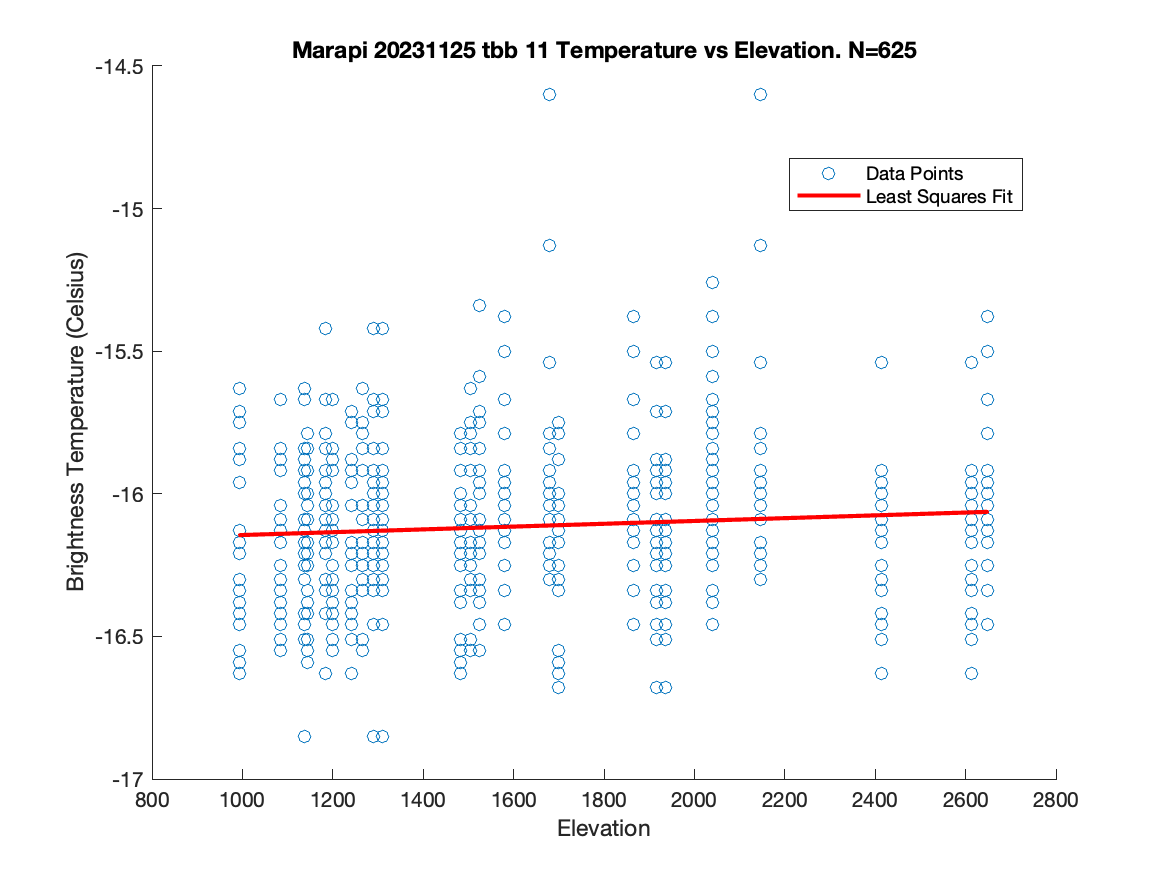 Marapi 20231125 tbb 11 Temperature vs Elevation. N=625
-14.5
-15
-15.5
-16
-16.5
-17
Brightness Temperature (Celsius)
Data Points
Least Squares Fit
800 1000 1200 1400 1600 1800 2000 2200 2400 2600 2800
Elevation